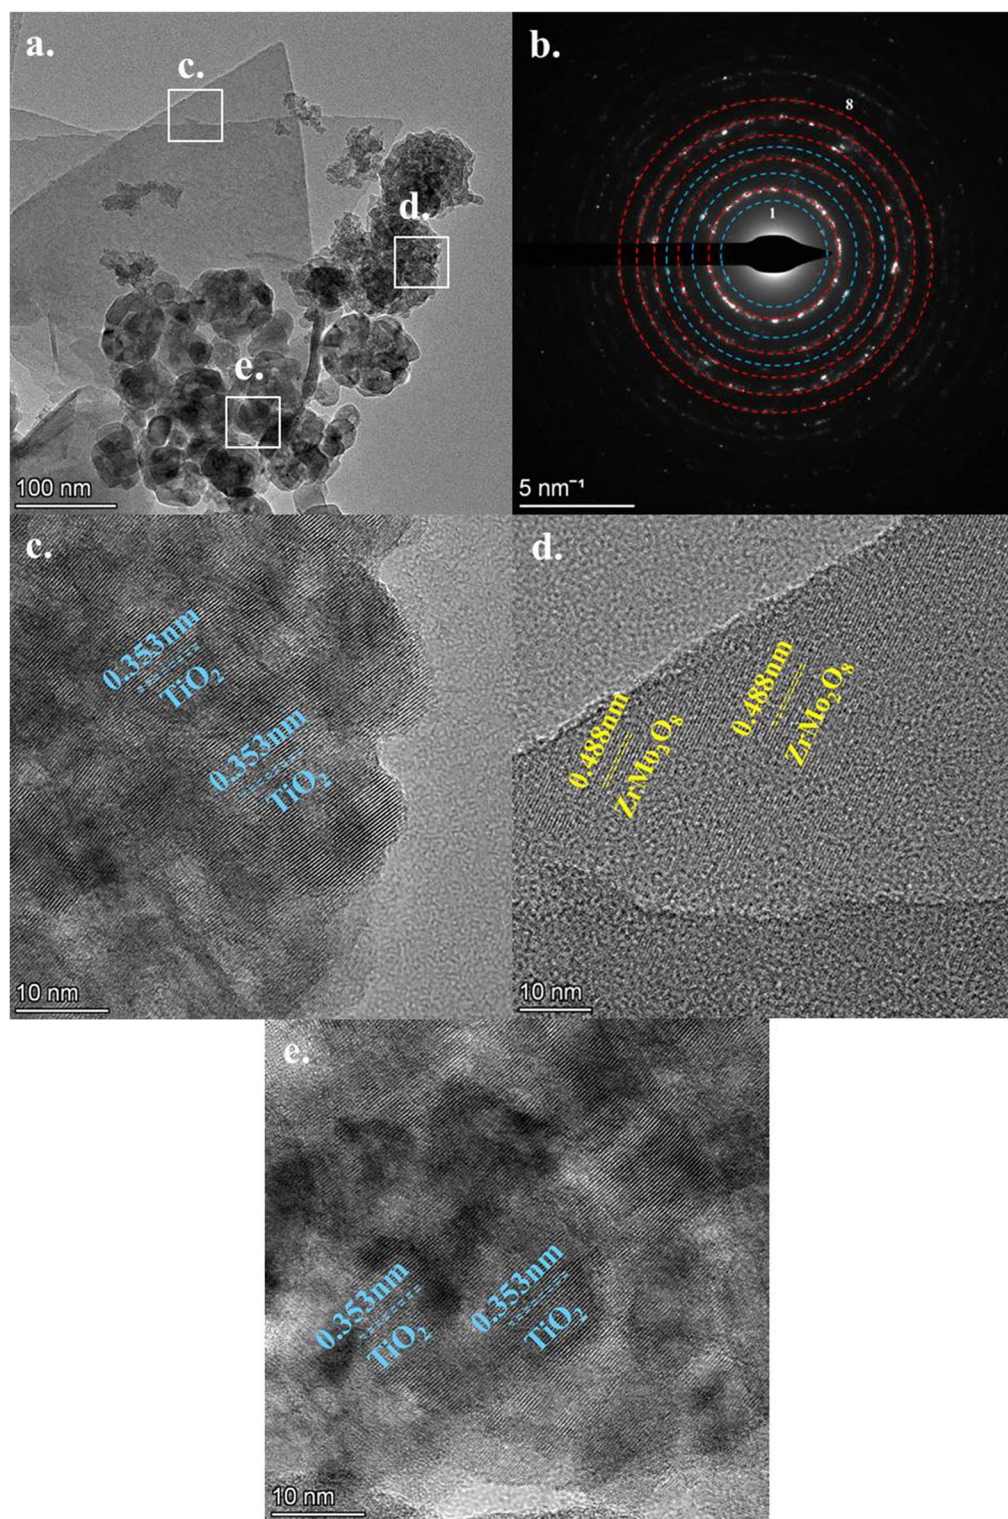 a.
c.
d.
e.
100 nm
b.
8
1
5 nm⁻¹
c.
0.353nm
TiO₂
0.353nm
TiO₂
10 nm
d.
0.488nm
ZrMo₂O₈
0.488nm
ZrMo₂O₈
10 nm
e.
0.353nm
TiO₂
0.353nm
TiO₂
10 nm